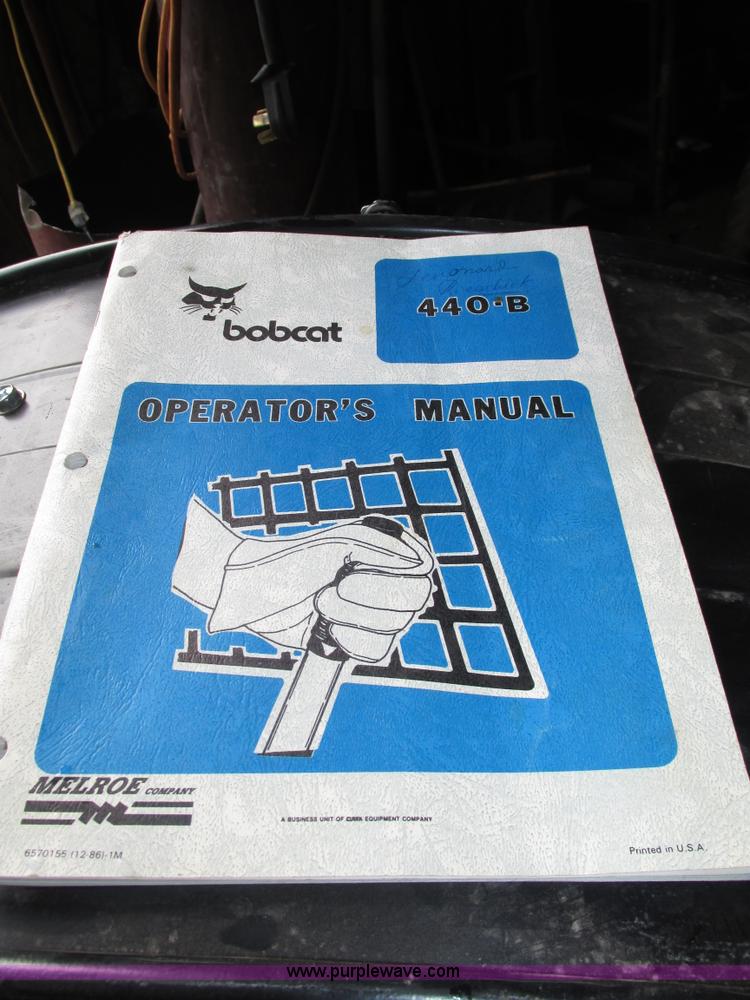 bobcat
440-B
OPERATOR'S MANUAL
MELROE COMPANY
A BUSINESS UNIT OF CLARK EQUIPMENT COMPANY
6570155 (12-86)-1M
Printed in U.S.A.
www.purplewave.com